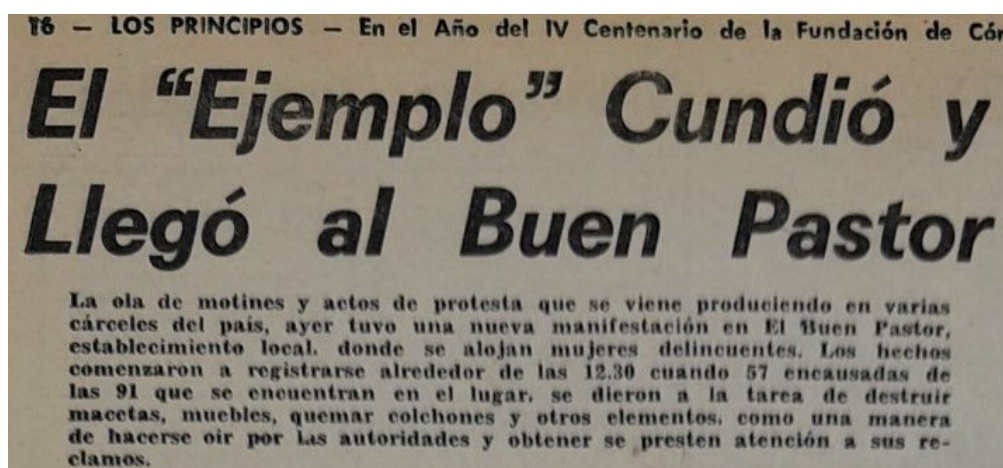 16 — LOS PRINCIPIOS — En el Año del IV Centenario de la Fundación de Cór
El “Ejemplo” Cundió y
Llegó al Buen Pastor
La ola de motines y actos de protesta que se viene produciendo en varias
cárceles del país, ayer tuvo una nueva manifestación en El Buen Pastor,
establecimiento local. donde se alojan mujeres delincuentes. Los hechos
comenzaron a registrarse alrededor de las 12.30 cuando 57 encausadas de
las 91 que se encuentran en el lugar, se dieron a la tarea de destruir
macetas, muebles, quemar colchones y otros elementos. como una manera
de hacerse oir por las autoridades y obtener se presten atención a sus re-
clamos.